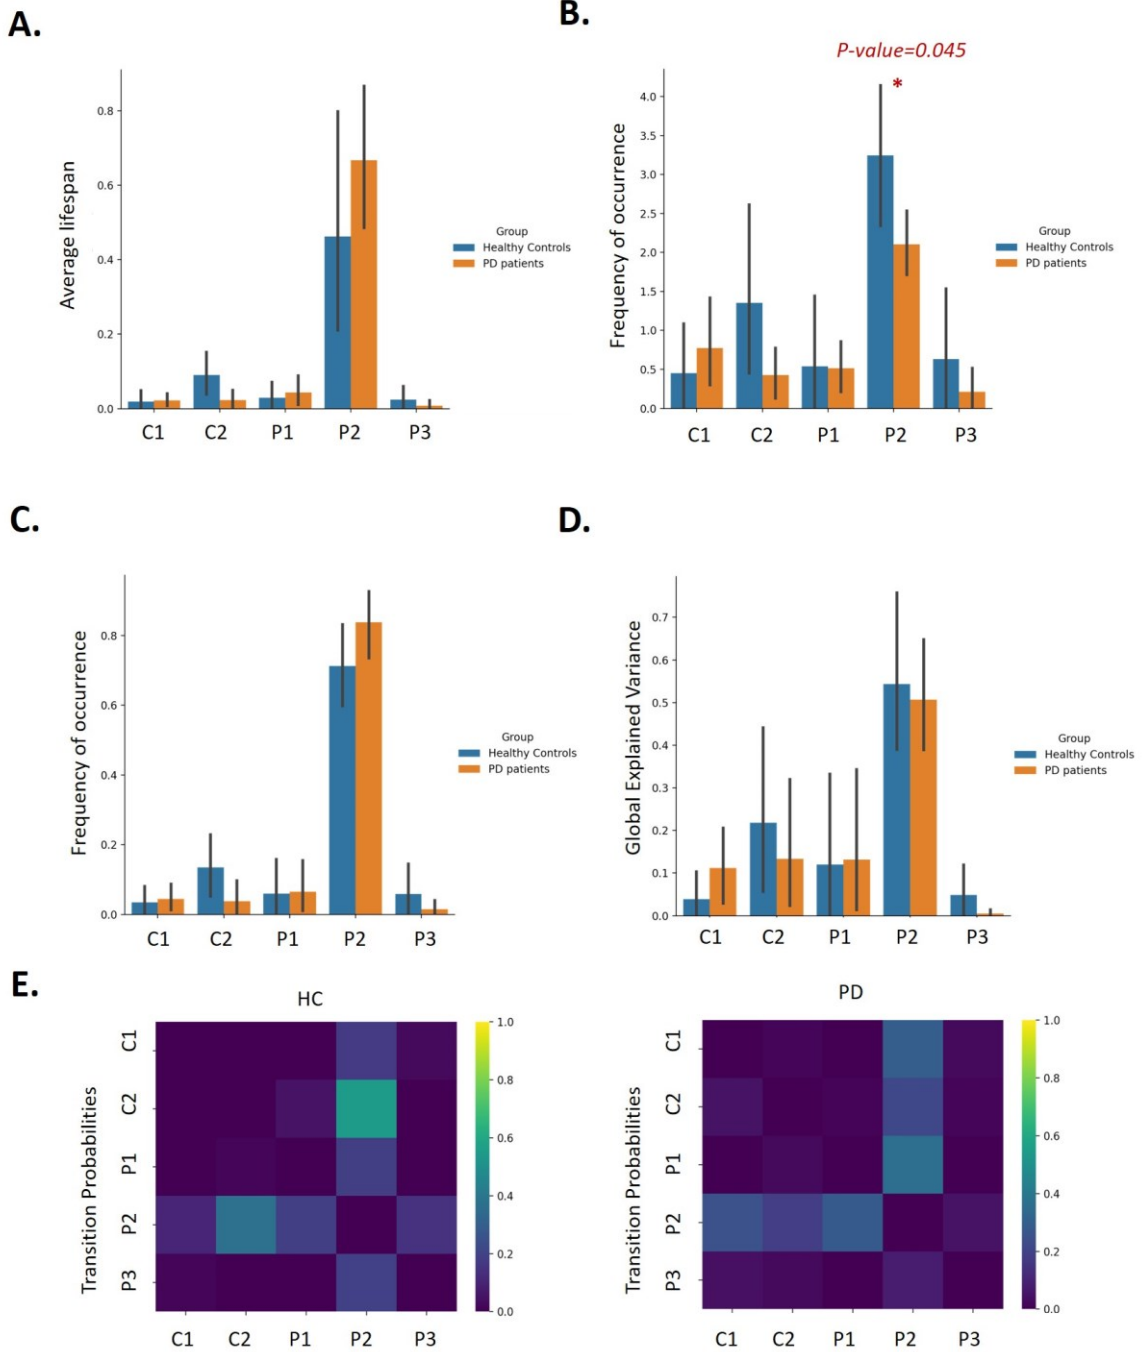 A.
Average lifespan
0.8
0.6
0.4
0.2
0.0
C1 C2 P1 P2 P3
Group
Healthy Controls
PD patients
B.
P-value=0.045
*
Frequency of occurrence
4.0
3.5
3.0
2.5
2.0
1.5
1.0
0.5
0.0
C1 C2 P1 P2 P3
Group
Healthy Controls
PD patients
C.
Frequency of occurrence
0.8
0.6
0.4
0.2
0.0
C1 C2 P1 P2 P3
Group
Healthy Controls
PD patients
D.
Global Explained Variance
0.7
0.6
0.5
0.4
0.3
0.2
0.1
0.0
C1 C2 P1 P2 P3
Group
Healthy Controls
PD patients
E.
HC
Transition Probabilities
C1
C2
P1
P2
P3
C1 C2 P1 P2 P3
1.0
0.8
0.6
0.4
0.2
0.0
PD
Transition Probabilities
C1
C2
P1
P2
P3
C1 C2 P1 P2 P3
1.0
0.8
0.6
0.4
0.2
0.0